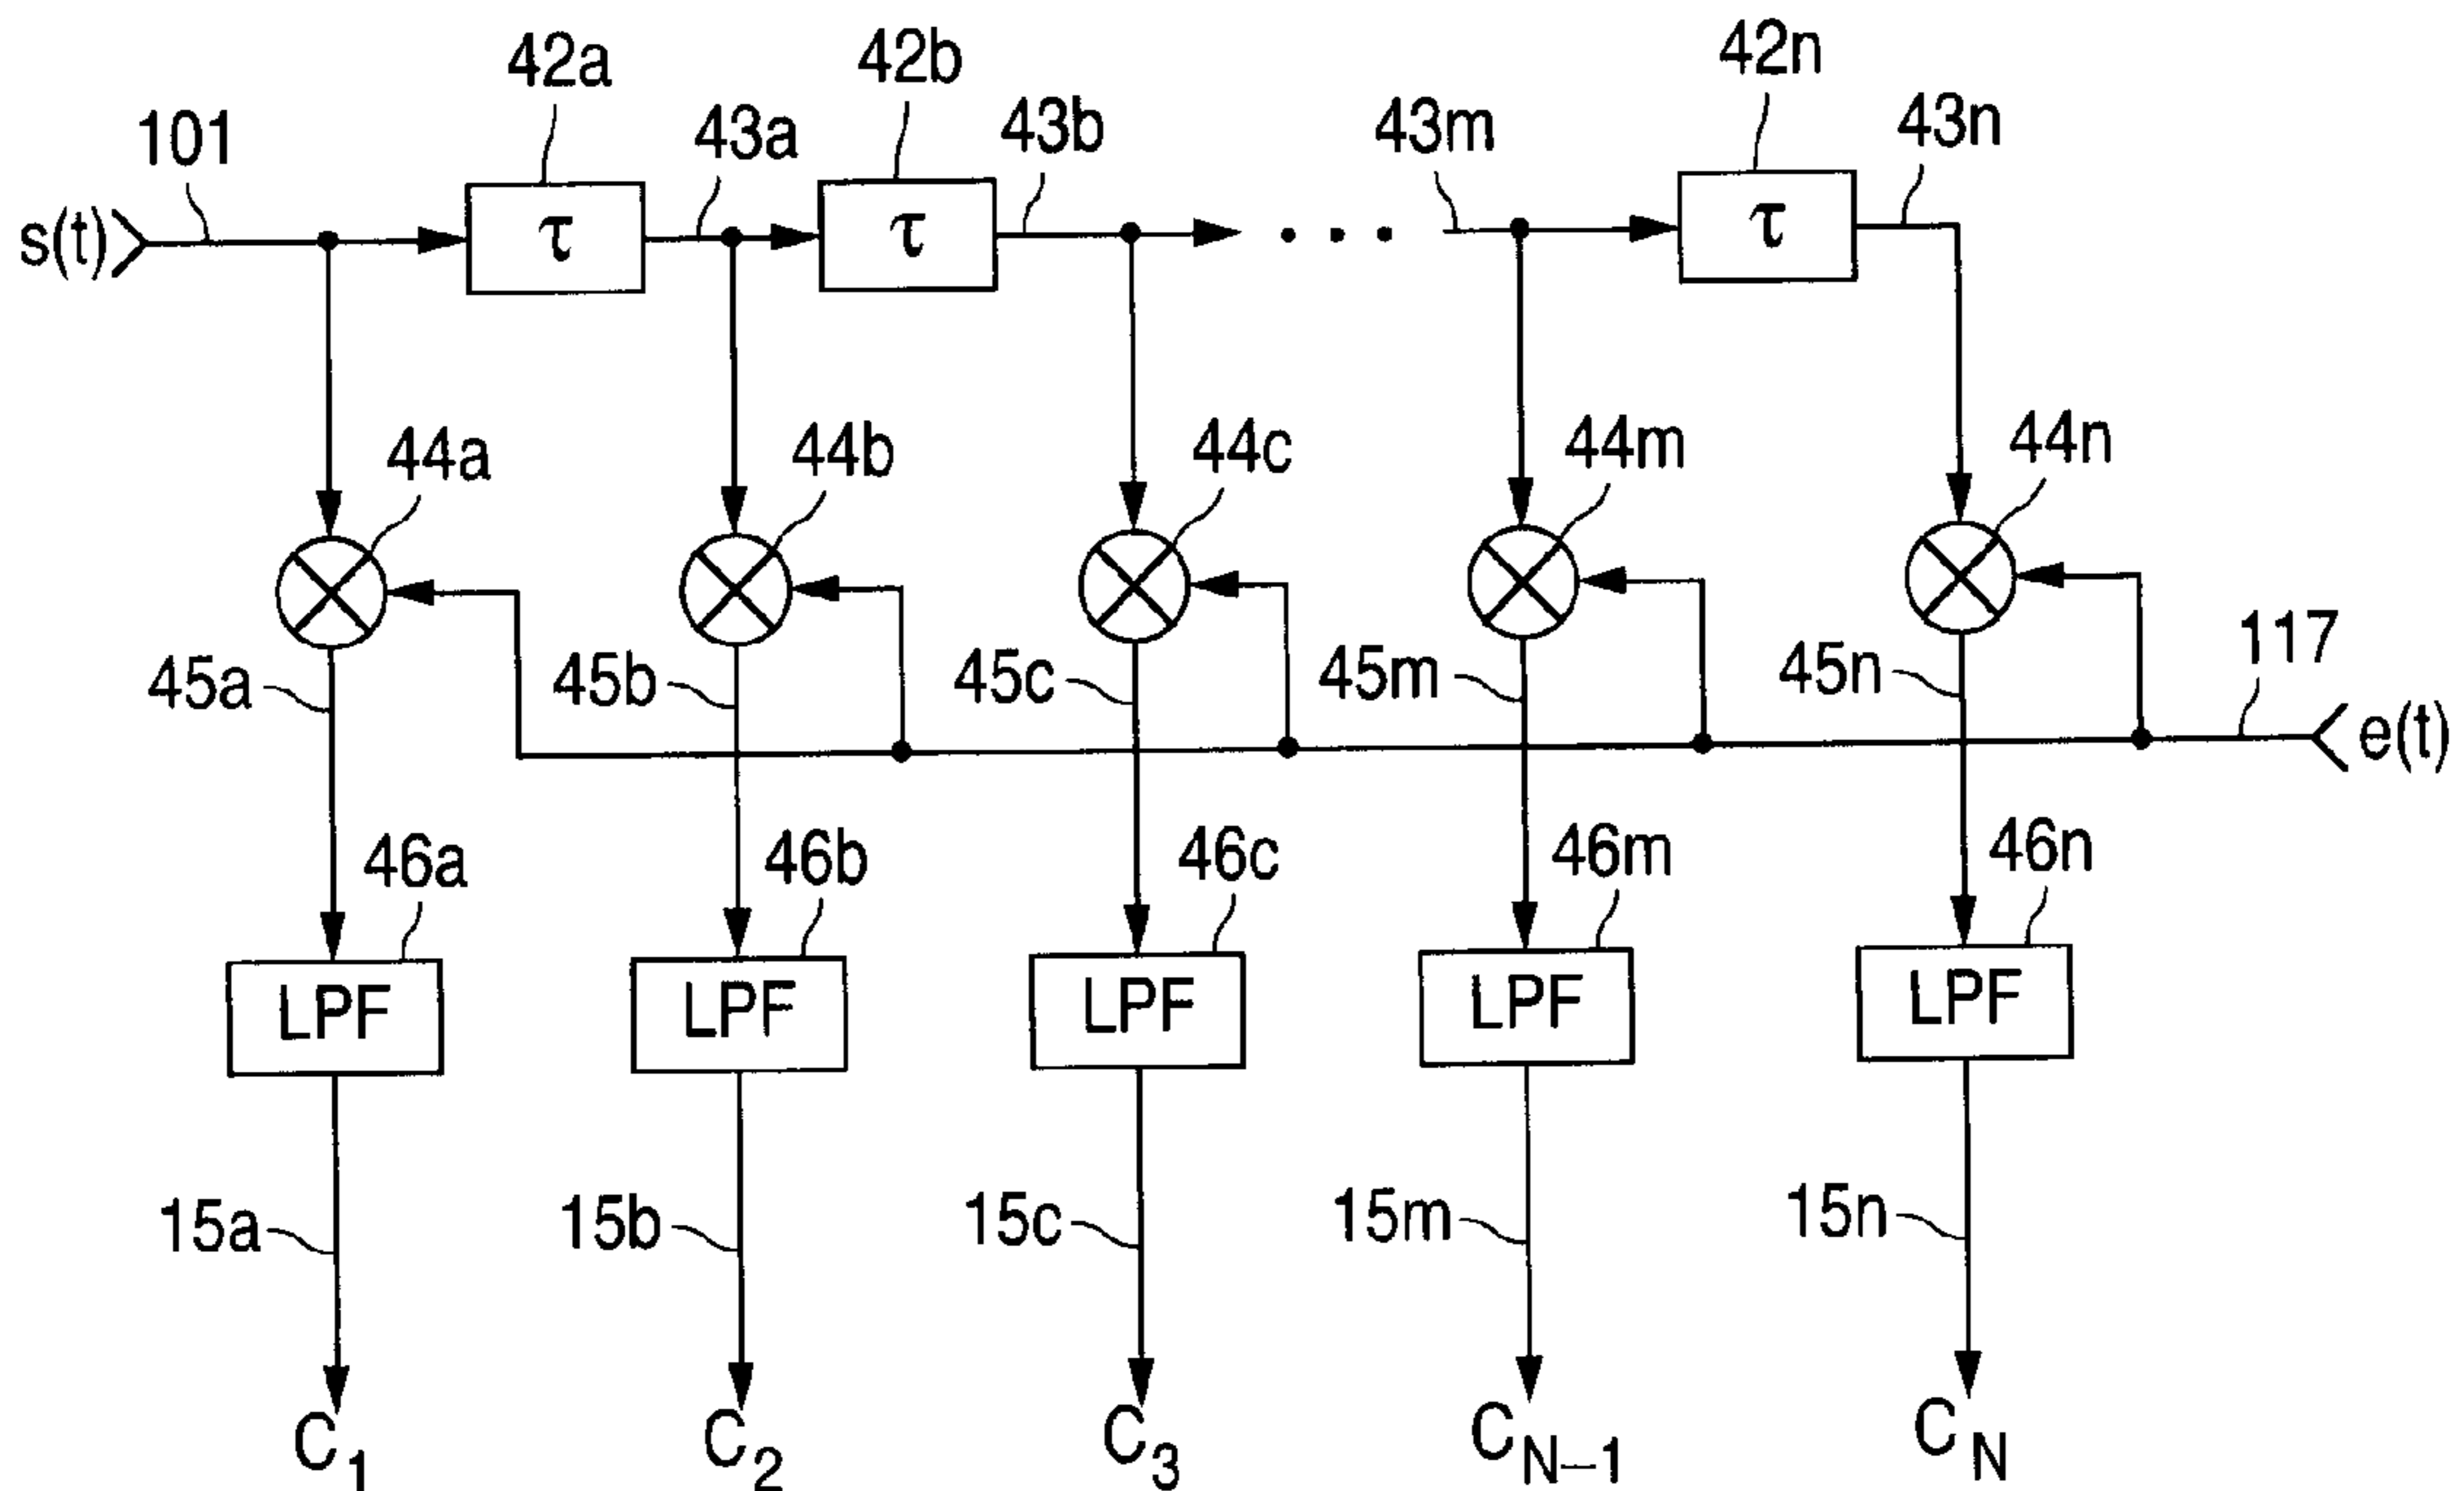 42a 42b 42n
101 43a 43b 43m 43n
s(t) τ τ . . . τ
44a 44b 44c 44m 44n
45a 45b 45c 45m 45n 117
e(t)
46a 46b 46c 46m 46n
LPF LPF LPF LPF LPF
15a 15b 15c 15m 15n
C1 C2 C3 CN–1 CN